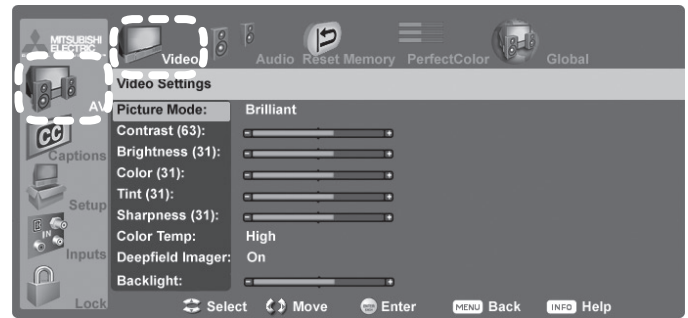 MITSUBISHI
ELECTRIC
Video Audio Reset Memory PerfectColor Global
AV
Captions
Setup
Inputs
Lock
CC
IN
Video Settings
Picture Mode: Brilliant
Contrast (63):
Brightness (31):
Color (31):
Tint (31):
Sharpness (31):
Color Temp: High
Deepfield Imager: On
Backlight:
Select Move ENTER Enter MENU Back INFO Help